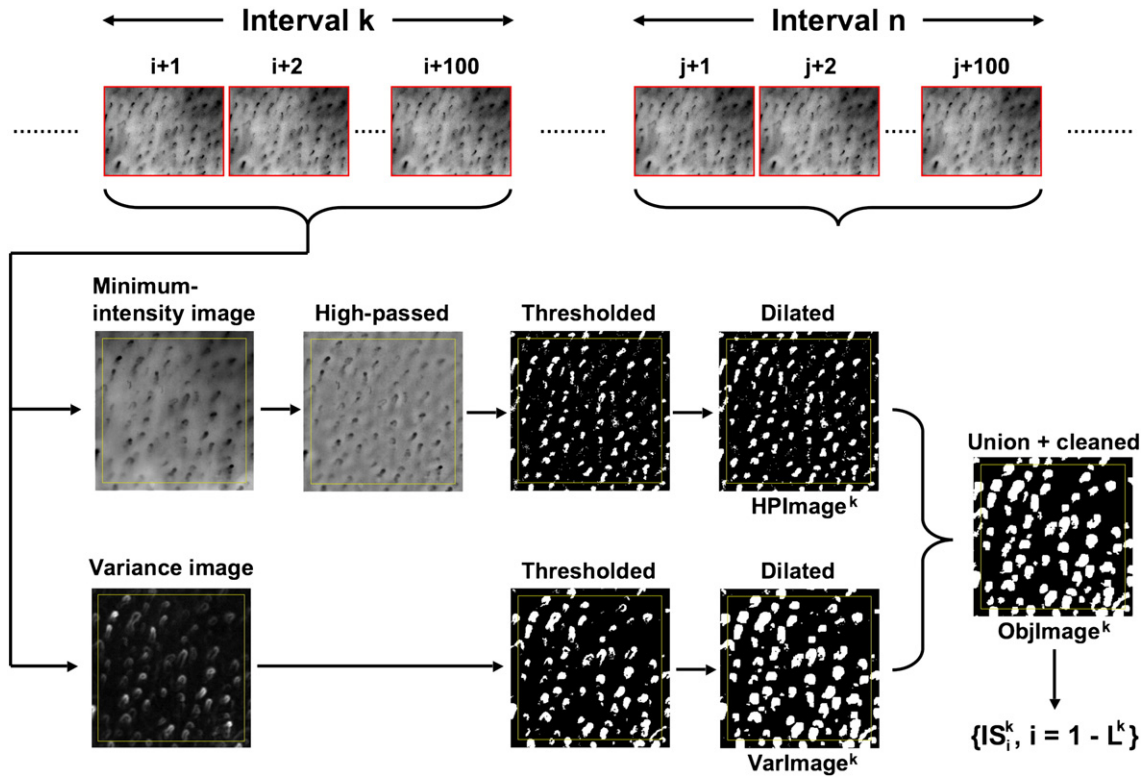 Interval k Interval n
i+1 i+2 i+100 j+1 j+2 j+100
.......... ..... .......... ..... ..........
Minimum-
intensity image High-passed Thresholded Dilated
HPImage^k
Union + cleaned
ObjImage^k
Variance image Thresholded Dilated
VarImage^k
{IS_i^k, i = 1 - L^k}